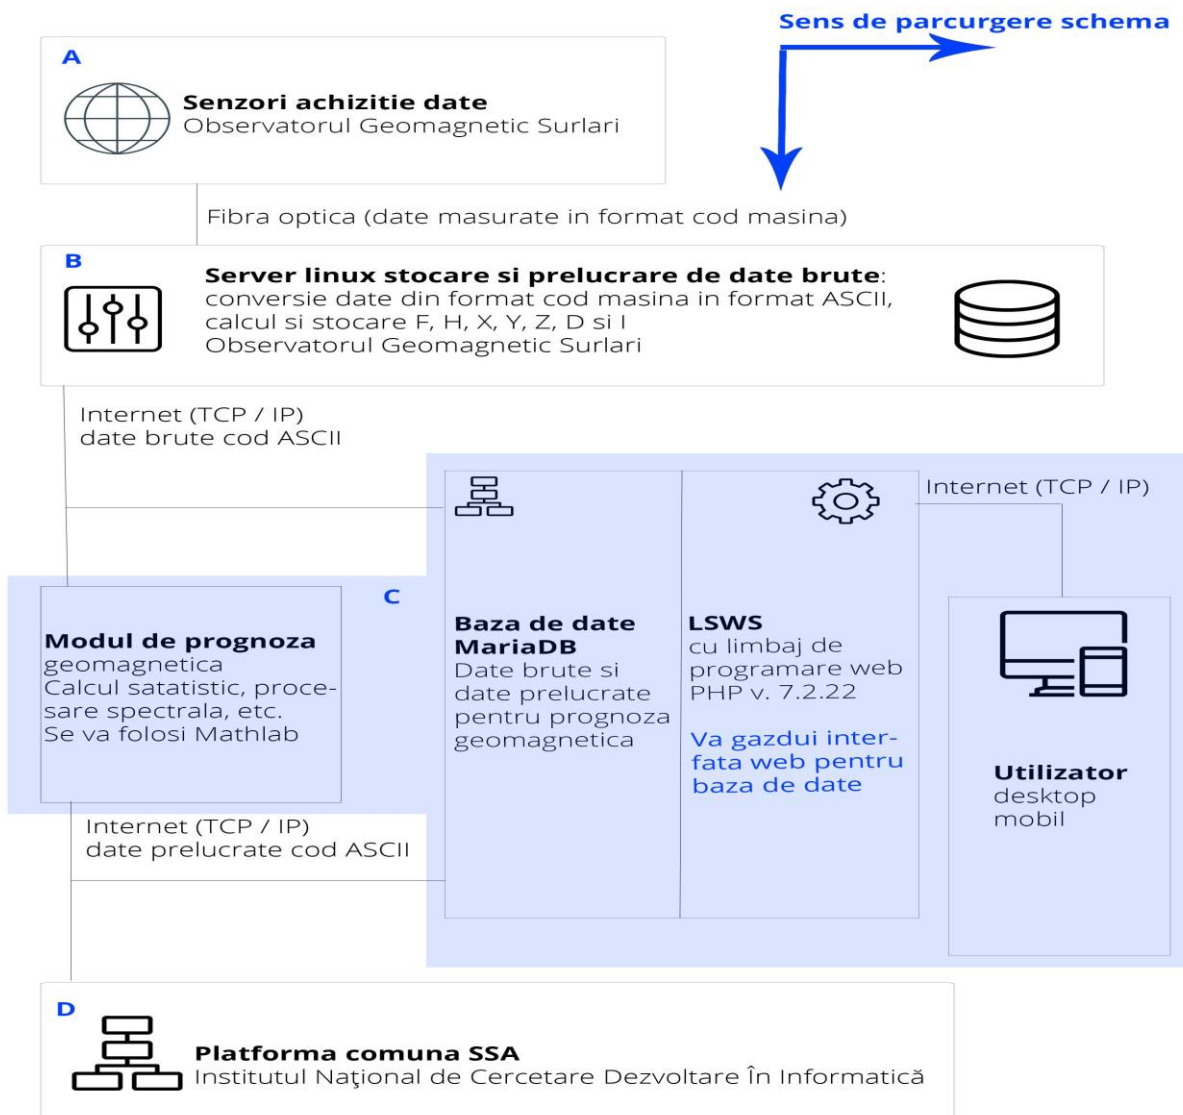 Sens de parcurgere schema
A
Senzori achizitie date
Observatorul Geomagnetic Surlari
Fibra optica (date masurate in format cod masina)
B
Server linux stocare si prelucrare de date brute:
conversie date din format cod masina in format ASCII,
calcul si stocare F, H, X, Y, Z, D si I
Observatorul Geomagnetic Surlari
Internet (TCP / IP)
date brute cod ASCII
C
Modul de prognoza
geomagnetica
Calcul satatistic, proce-
sare spectrala, etc.
Se va folosi Mathlab
Baza de date
MariaDB
Date brute si
date prelucrate
pentru prognoza
geomagnetica
LSWS
cu limbaj de
programare web
PHP v. 7.2.22
Va gazdui inter-
fata web pentru
baza de date
Internet (TCP / IP)
Utilizator
desktop
mobil
Internet (TCP / IP)
date prelucrate cod ASCII
D
Platforma comuna SSA
Institutul Naţional de Cercetare Dezvoltare În Informatică